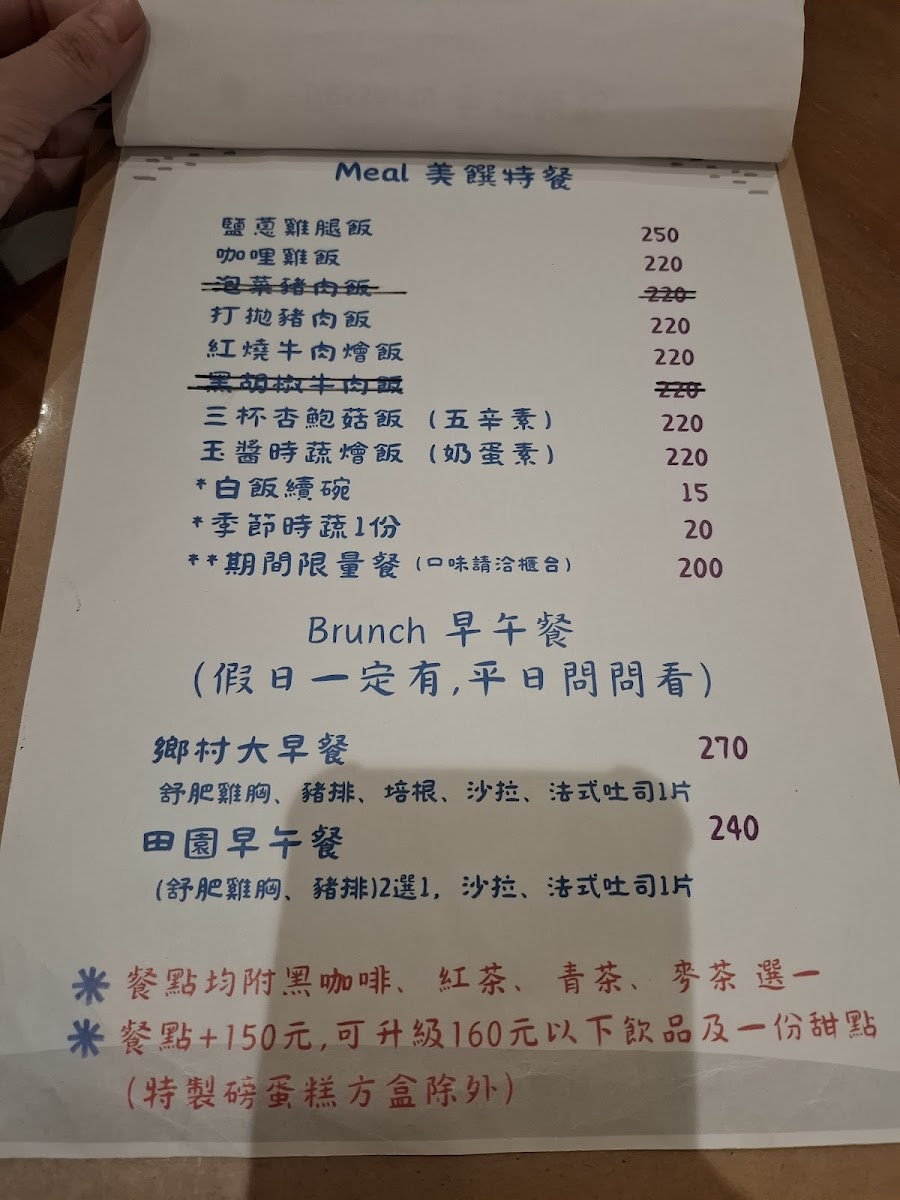 Meal 美饌特餐
鹽蔥雞腿飯 250
咖哩雞飯 220
泡菜豬肉飯 220
打拋豬肉飯 220
紅燒牛肉燴飯 220
黑胡椒牛肉飯 220
三杯杏鮑菇飯 (五辛素) 220
玉醬時蔬燴飯 (奶蛋素) 220
*白飯續碗 15
*季節時蔬1份 20
**期間限量餐 (口味請洽櫃台) 200
Brunch 早午餐
(假日一定有,平日問問看)
鄉村大早餐 270
舒肥雞胸、豬排、培根、沙拉、法式吐司1片
田園早午餐 240
(舒肥雞胸、豬排)2選1, 沙拉、法式吐司1片
餐點均附黑咖啡、紅茶、青茶、麥茶 選一
餐點+150元,可升級160元以下飲品及一份甜點
(特製磅蛋糕方盒除外)